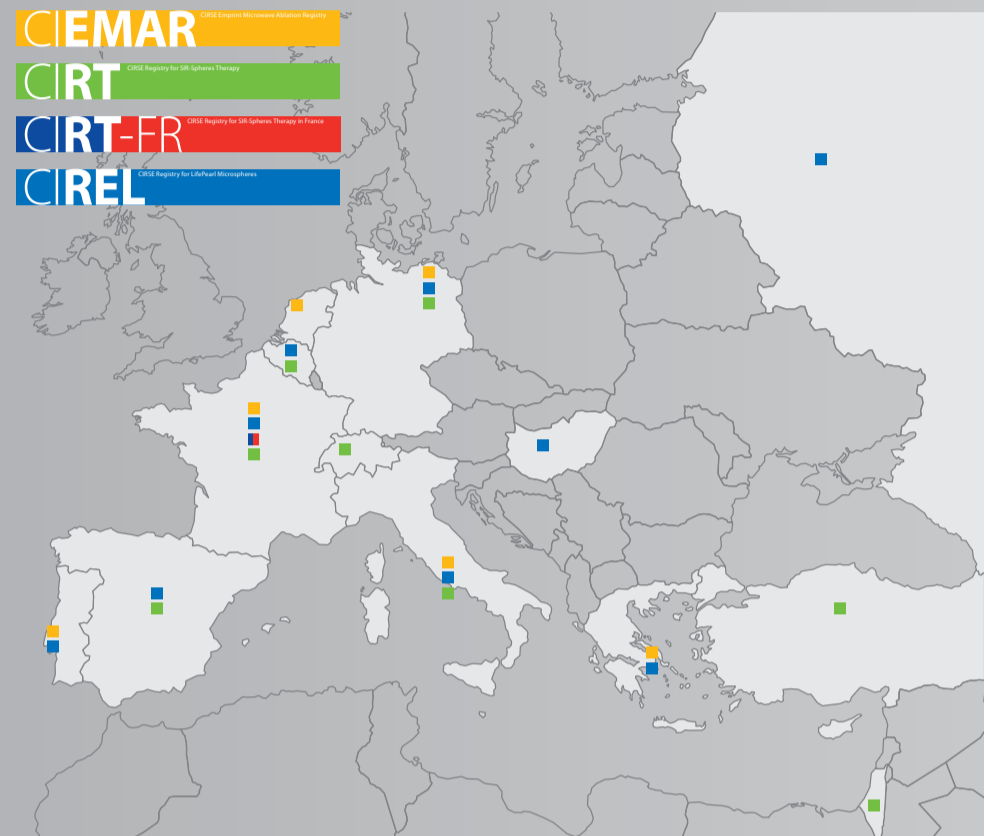 CIEMAR CIRSE Emprint Microwave Ablation Registry
CIRT CIRSE Registry for SIR-Spheres Therapy
CIRT-FR CIRSE Registry for SIR-Spheres Therapy in France
CIREL CIRSE Registry for LifePearl Microspheres